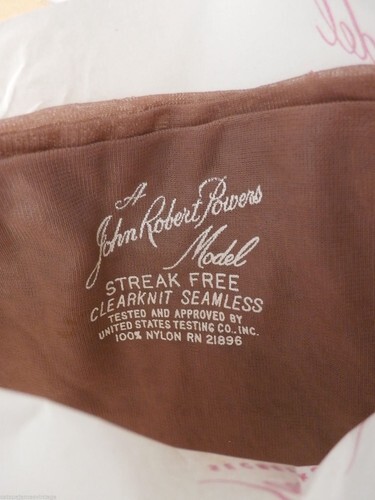 A
John Robert Powers
Model
STREAK FREE
CLEARKNIT SEAMLESS
TESTED AND APPROVED BY
UNITED STATES TESTING CO., INC.
100% NYLON RN 21896